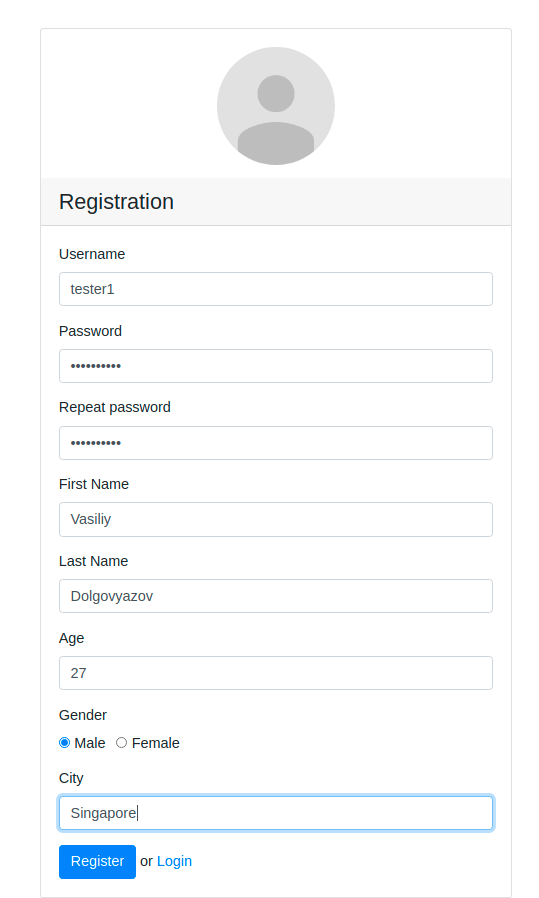 Registration
Username
tester1
Password
••••••••••
Repeat password
••••••••••
First Name
Vasiliy
Last Name
Dolgovyazov
Age
27
Gender
Male Female
City
Singapore
Register or Login